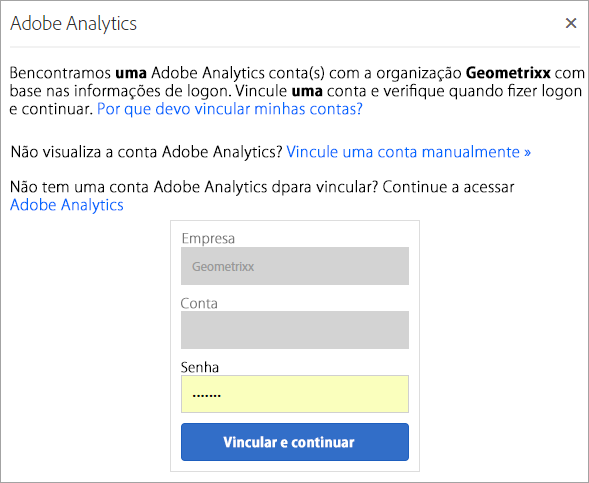 Adobe Analytics
Bencontramos uma Adobe Analytics conta(s) com a organização Geometrixx com
base nas informações de logon. Vincule uma conta e verifique quando fizer logon
e continuar. Por que devo vincular minhas contas?
Não visualiza a conta Adobe Analytics? Vincule uma conta manualmente »
Não tem uma conta Adobe Analytics dpara vincular? Continue a acessar
Adobe Analytics
Empresa
Geometrixx
Conta
Senha
.......
Vincular e continuar